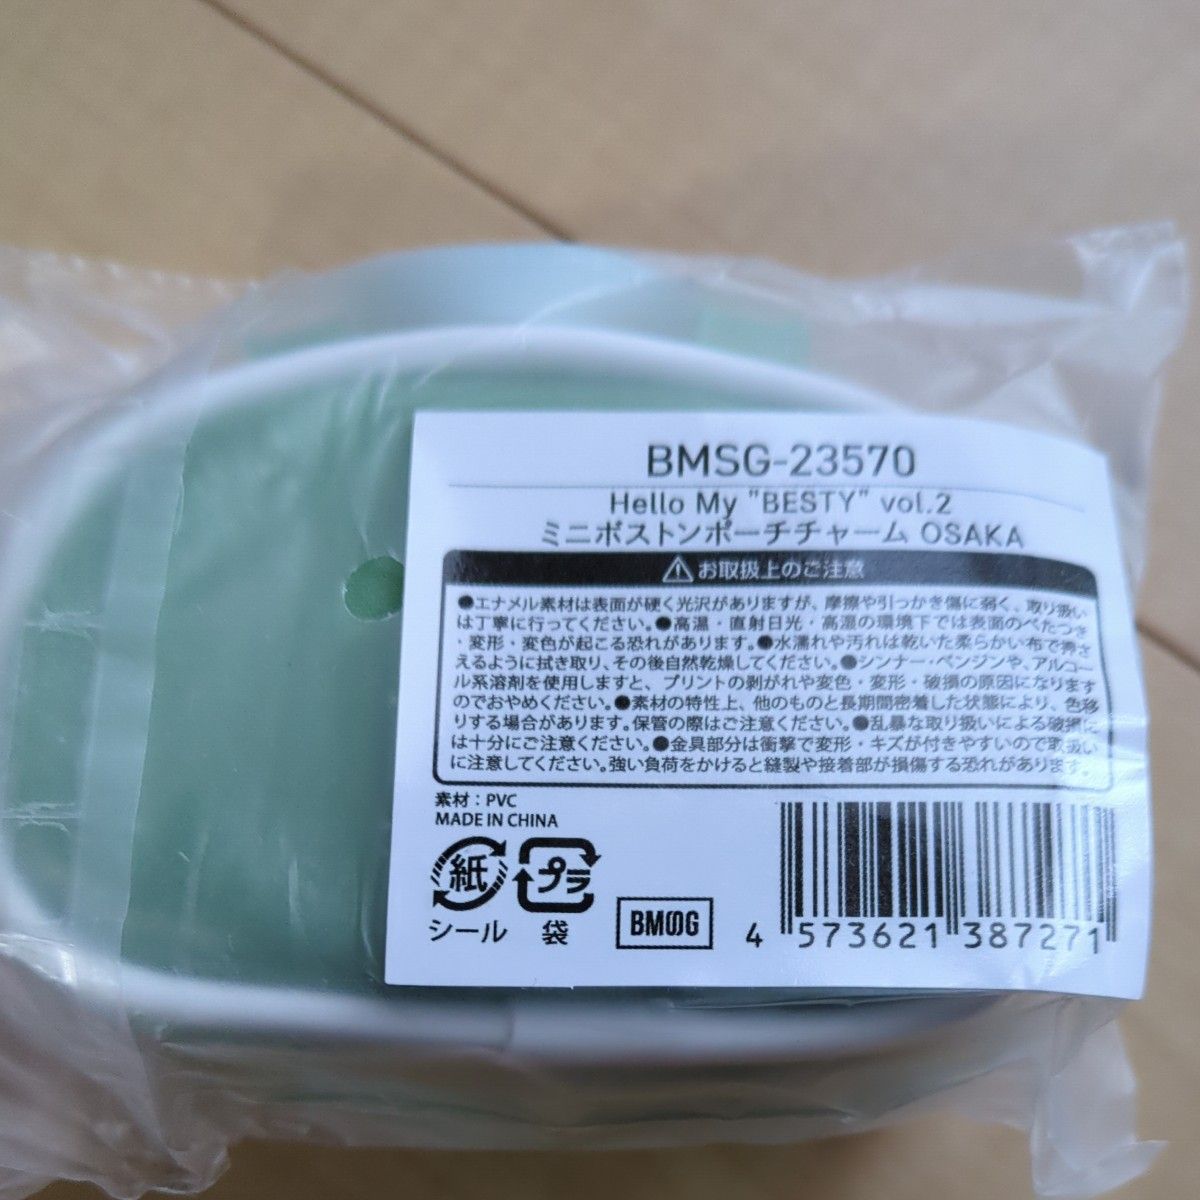 BMSG-23570
Hello My "BESTY" vol.2
ミニボストンポーチチャーム OSAKA
⚠お取扱上のご注意
●エナメル素材は表面が硬く光沢がありますが、摩擦や引っかき傷に弱く、取り扱い
は丁寧に行ってください。●高温・直射日光・高湿の環境下では表面のべたつき
・変形・変色が起こる恐れがあります。●水濡れや汚れは乾いた柔らかい布で押さ
えるように拭き取り、その後自然乾燥してください。●シンナー・ベンジンや、アルコー
ル系溶剤を使用しますと、プリントの剥がれや変色・変形・破損の原因になります
のでおやめください。●素材の特性上、他のものと長期間密着した状態により、色移
りする場合があります。保管の際はご注意ください。●乱暴な取り扱いによる破損に
は十分にご注意ください。●金具部分は衝撃で変形・キズが付きやすいので取扱い
に注意してください。強い負荷をかけると縫製や接着部が損傷する恐れがあります。
素材：PVC
MADE IN CHINA
紙 プラ
シール 袋
BMSG
4 573621 387271